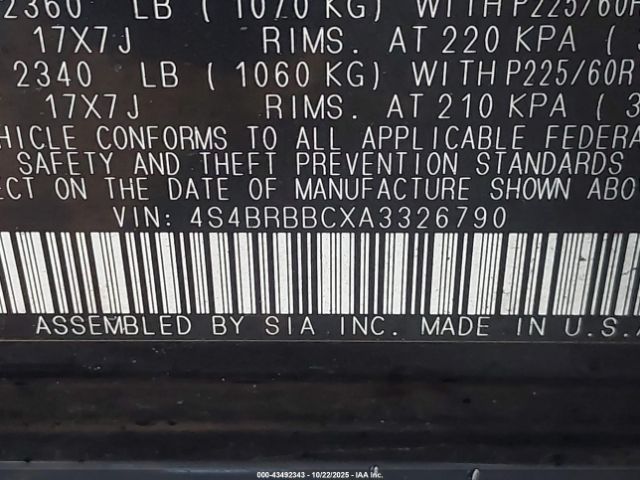 2360 LB ( 1070 KG) WITH P225/60R
17X7J RIMS. AT 220 KPA (
2340 LB ( 1060 KG) WITH P225/60R
17X7J RIMS. AT 210 KPA (3
HICLE CONFORMS TO ALL APPLICABLE FEDERA
SAFETY AND THEFT PREVENTION STANDARDS
ECT ON THE DATE OF MANUFACTURE SHOWN ABO
VIN: 4S4BRBBCXA3326790
ASSEMBLED BY SIA INC. MADE IN U.S.A
000-43492343 - 10/22/2025 - IAA Inc.